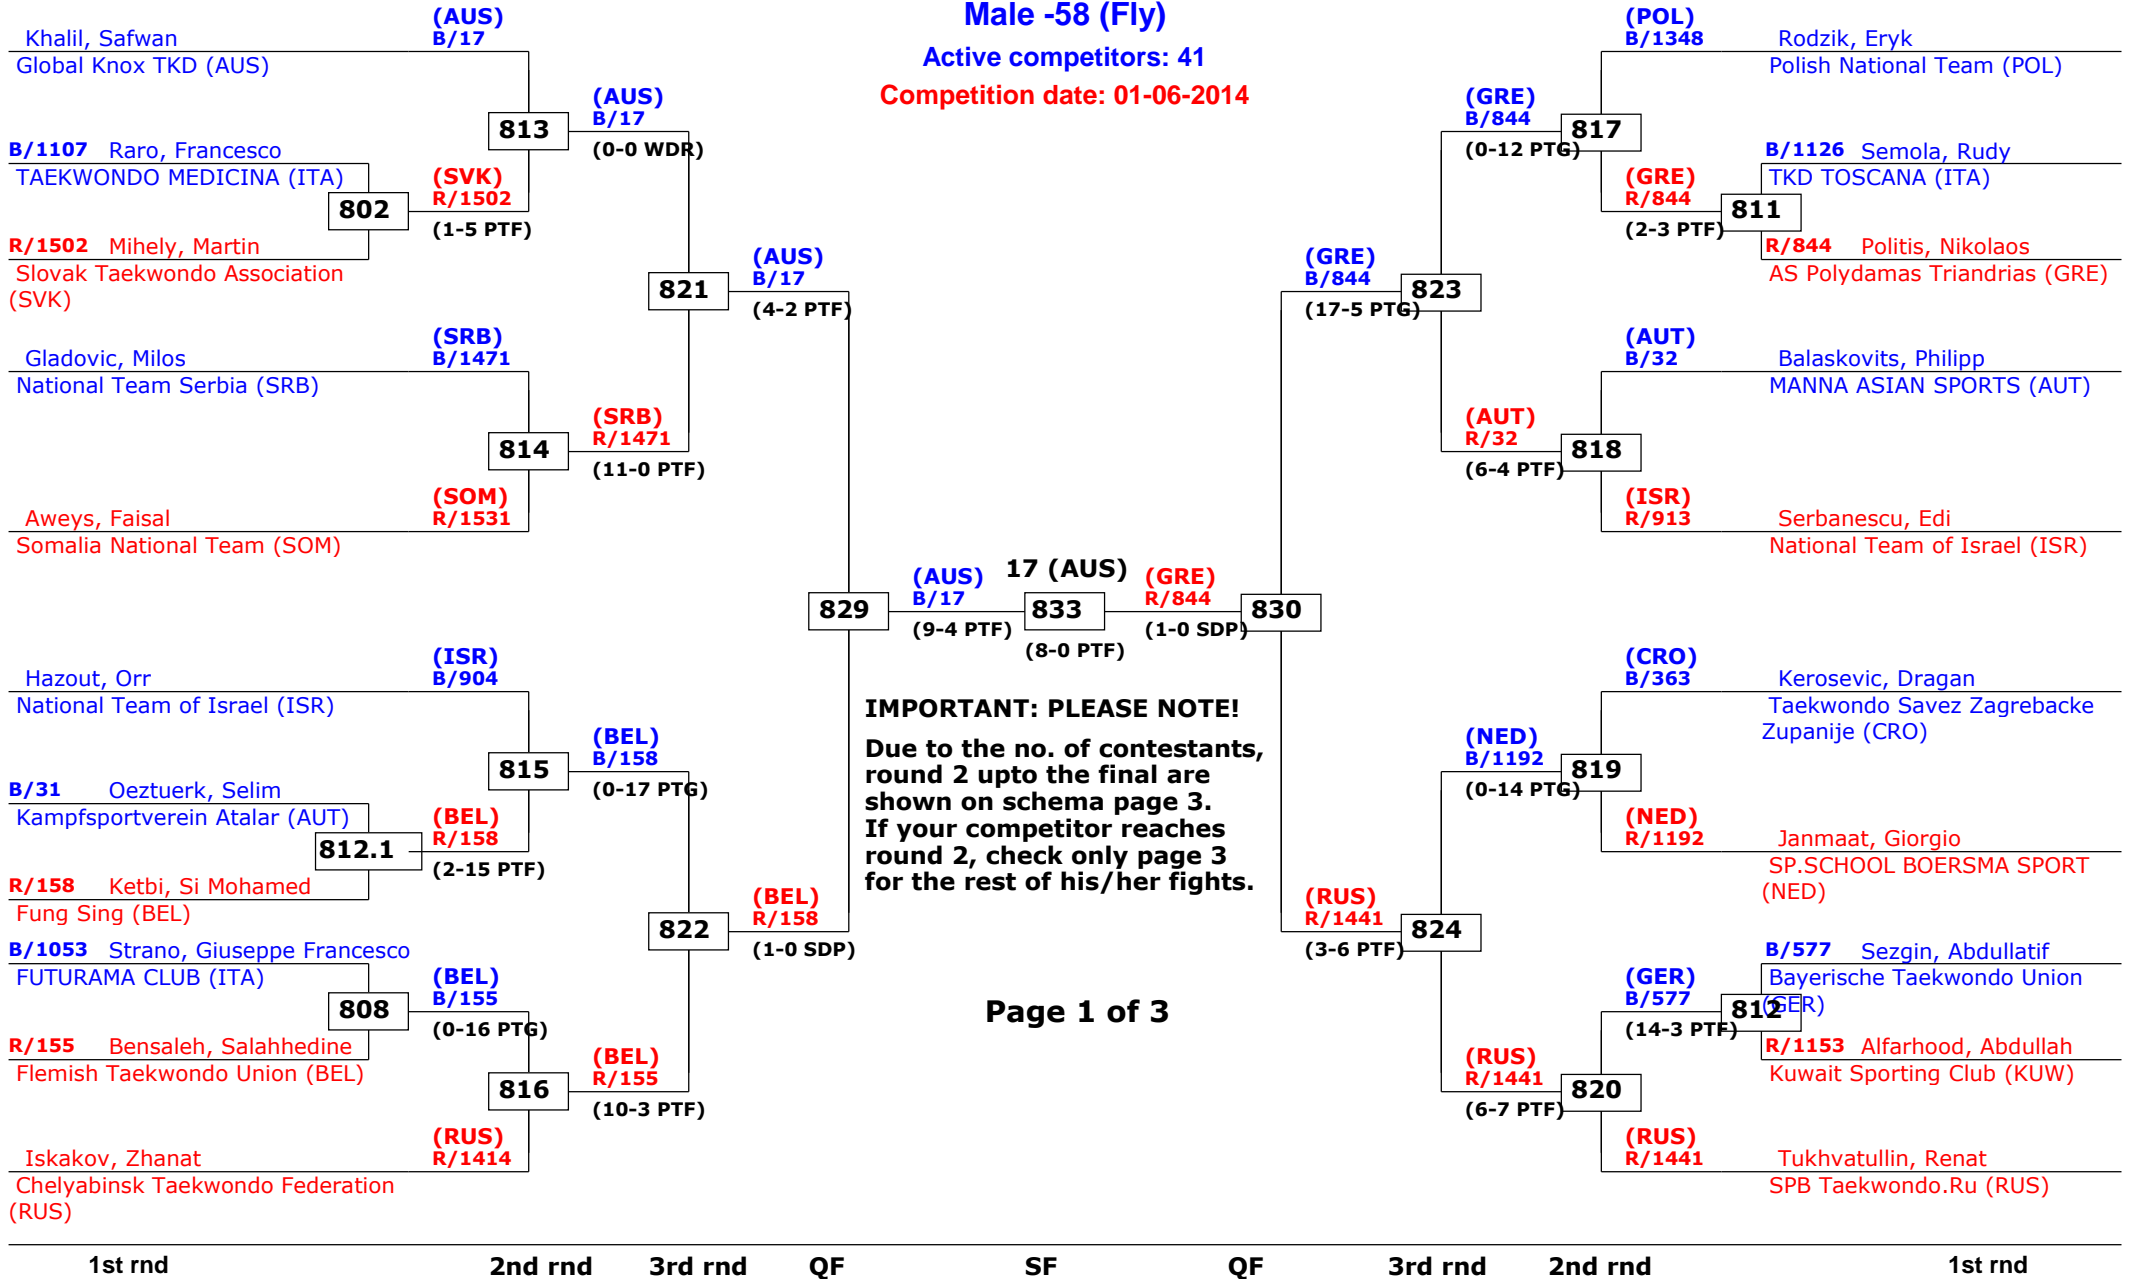 Male -58 (Fly)
Active competitors: 41
Competition date: 01-06-2014
Khalil, Safwan
Global Knox TKD (AUS)
(AUS)
B/17
B/1107 Raro, Francesco
TAEKWONDO MEDICINA (ITA)
802
R/1502 Mihely, Martin
Slovak Taekwondo Association
(SVK)
(SVK)
R/1502
(1-5 PTF)
813
(AUS)
B/17
(0-0 WDR)
Gladovic, Milos
National Team Serbia (SRB)
(SRB)
B/1471
814
Aweys, Faisal
Somalia National Team (SOM)
(SOM)
R/1531
(SRB)
R/1471
(11-0 PTF)
821
(AUS)
B/17
(4-2 PTF)
Hazout, Orr
National Team of Israel (ISR)
(ISR)
B/904
B/31 Oeztuerk, Selim
Kampfsportverein Atalar (AUT)
812.1
R/158 Ketbi, Si Mohamed
Fung Sing (BEL)
(BEL)
R/158
(2-15 PTF)
815
(BEL)
B/158
(0-17 PTG)
B/1053 Strano, Giuseppe Francesco
FUTURAMA CLUB (ITA)
808
R/155 Bensaleh, Salahhedine
Flemish Taekwondo Union (BEL)
(BEL)
B/155
(0-16 PTG)
816
Iskakov, Zhanat
Chelyabinsk Taekwondo Federation
(RUS)
(RUS)
R/1414
(BEL)
R/155
(10-3 PTF)
822
(BEL)
R/158
(1-0 SDP)
829
(AUS)
B/17
(9-4 PTF)
17 (AUS)
833
(8-0 PTF)
(GRE)
R/844
(1-0 SDP)
830
IMPORTANT: PLEASE NOTE!
Due to the no. of contestants,
round 2 upto the final are
shown on schema page 3.
If your competitor reaches
round 2, check only page 3
for the rest of his/her fights.
Page 1 of 3
(POL)
B/1348
Rodzik, Eryk
Polish National Team (POL)
(GRE)
B/844
(0-12 PTG)
817
B/1126 Semola, Rudy
TKD TOSCANA (ITA)
(GRE)
R/844
(2-3 PTF)
811
R/844 Politis, Nikolaos
AS Polydamas Triandrias (GRE)
(GRE)
B/844
(17-5 PTG)
823
(AUT)
B/32
Balaskovits, Philipp
MANNA ASIAN SPORTS (AUT)
(AUT)
R/32
(6-4 PTF)
818
(ISR)
R/913
Serbanescu, Edi
National Team of Israel (ISR)
(CRO)
B/363
Kerosevic, Dragan
Taekwondo Savez Zagrebacke
Zupanije (CRO)
(NED)
B/1192
(0-14 PTG)
819
(NED)
R/1192
Janmaat, Giorgio
SP.SCHOOL BOERSMA SPORT
(NED)
(RUS)
R/1441
(3-6 PTF)
824
B/577 Sezgin, Abdullatif
Bayerische Taekwondo Union
(GER)
(GER)
B/577
(14-3 PTF)
812
R/1153 Alfarhood, Abdullah
Kuwait Sporting Club (KUW)
(RUS)
R/1441
(6-7 PTF)
820
(RUS)
R/1441
Tukhvatullin, Renat
SPB Taekwondo.Ru (RUS)
1st rnd 2nd rnd 3rd rnd QF SF QF 3rd rnd 2nd rnd 1st rnd